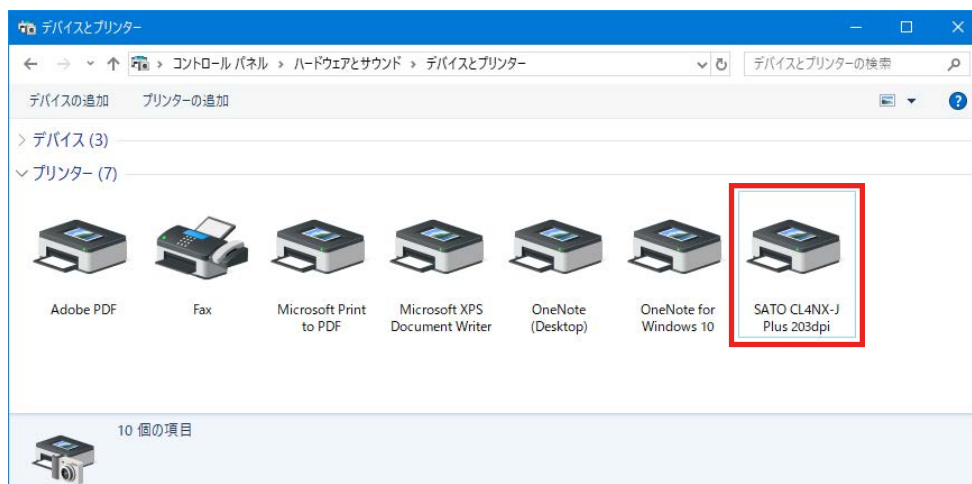 デバイスとプリンター
コントロール パネル › ハードウェアとサウンド › デバイスとプリンター
デバイスとプリンターの検索
デバイスの追加 プリンターの追加
デバイス (3)
プリンター (7)
Adobe PDF
Fax
Microsoft Print
to PDF
Microsoft XPS
Document Writer
OneNote
(Desktop)
OneNote for
Windows 10
SATO CL4NX-J
Plus 203dpi
10 個の項目